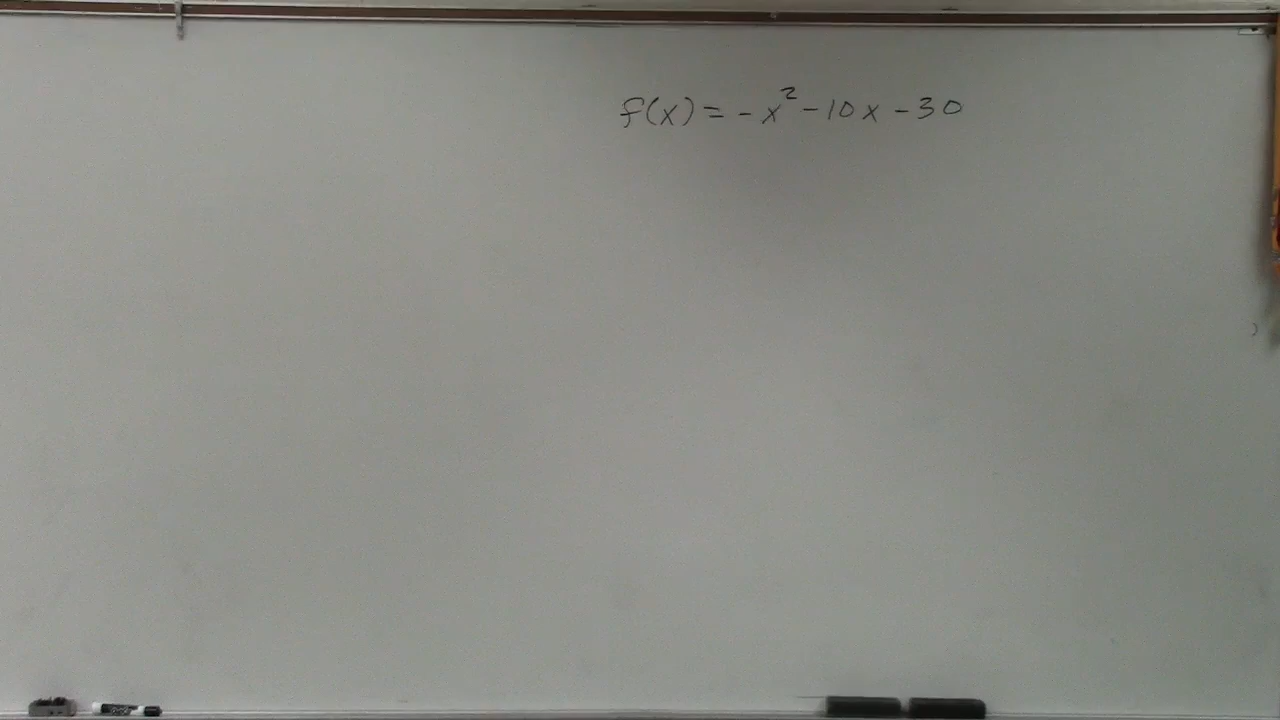 f(x) = -x² - 10x - 30